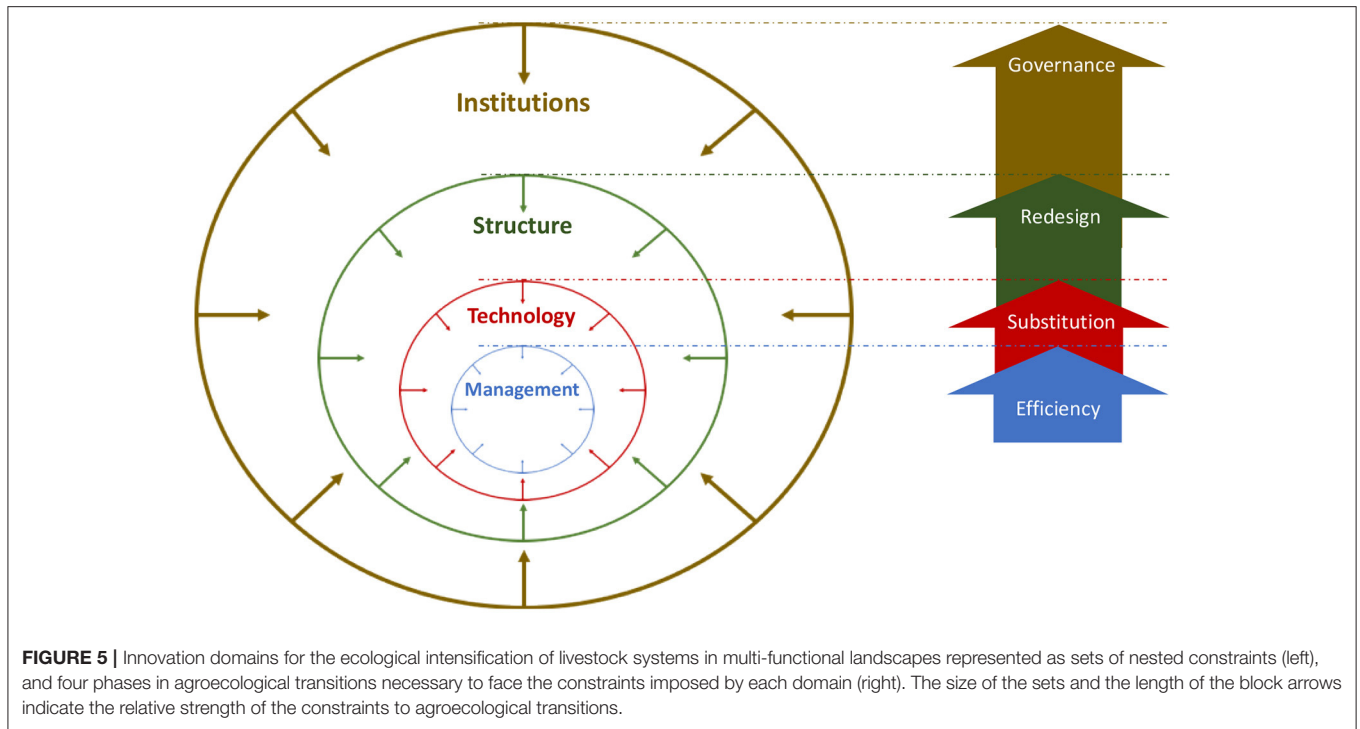 Institutions
Structure
Technology
Management
Governance
Redesign
Substitution
Efficiency
FIGURE 5 | Innovation domains for the ecological intensification of livestock systems in multi-functional landscapes represented as sets of nested constraints (left),
and four phases in agroecological transitions necessary to face the constraints imposed by each domain (right). The size of the sets and the length of the block arrows
indicate the relative strength of the constraints to agroecological transitions.